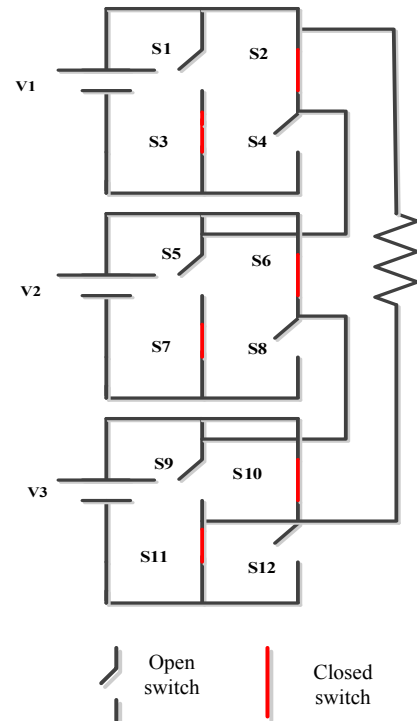 S1
S2
V1
S3
S4
S5
S6
V2
S7
S8
S9
S10
V3
S11
S12
Open
switch
Closed
switch